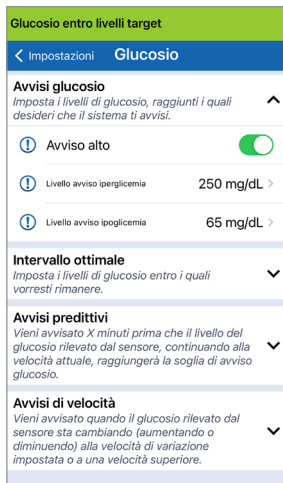 Glucosio entro livelli target
Impostazioni Glucosio
Avvisi glucosio
Imposta i livelli di glucosio, raggiunti i quali
desideri che il sistema ti avvisi.
Avviso alto
Livello avviso iperglicemia 250 mg/dL
Livello avviso ipoglicemia 65 mg/dL
Intervallo ottimale
Imposta i livelli di glucosio entro i quali
vorresti rimanere.
Avvisi predittivi
Vieni avvisato X minuti prima che il livello del
glucosio rilevato dal sensore, continuando alla
velocità attuale, raggiungerà la soglia di avviso
glucosio.
Avvisi di velocità
Vieni avvisato quando il glucosio rilevato dal
sensore sta cambiando (aumentando o
diminuendo) alla velocità di variazione
impostata o a una velocità superiore.